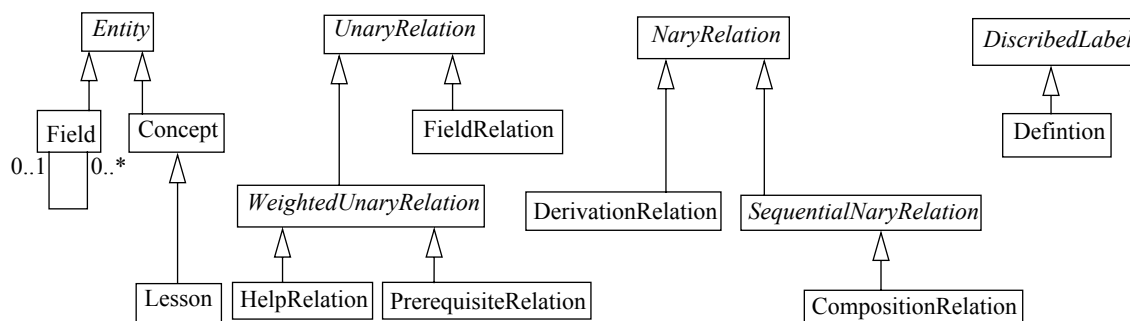 Entity
UnaryRelation
NaryRelation
DiscribedLabel
Field
Concept
FieldRelation
Defintion
0..1
0..*
WeightedUnaryRelation
DerivationRelation
SequentialNaryRelation
Lesson
HelpRelation
PrerequisiteRelation
CompositionRelation